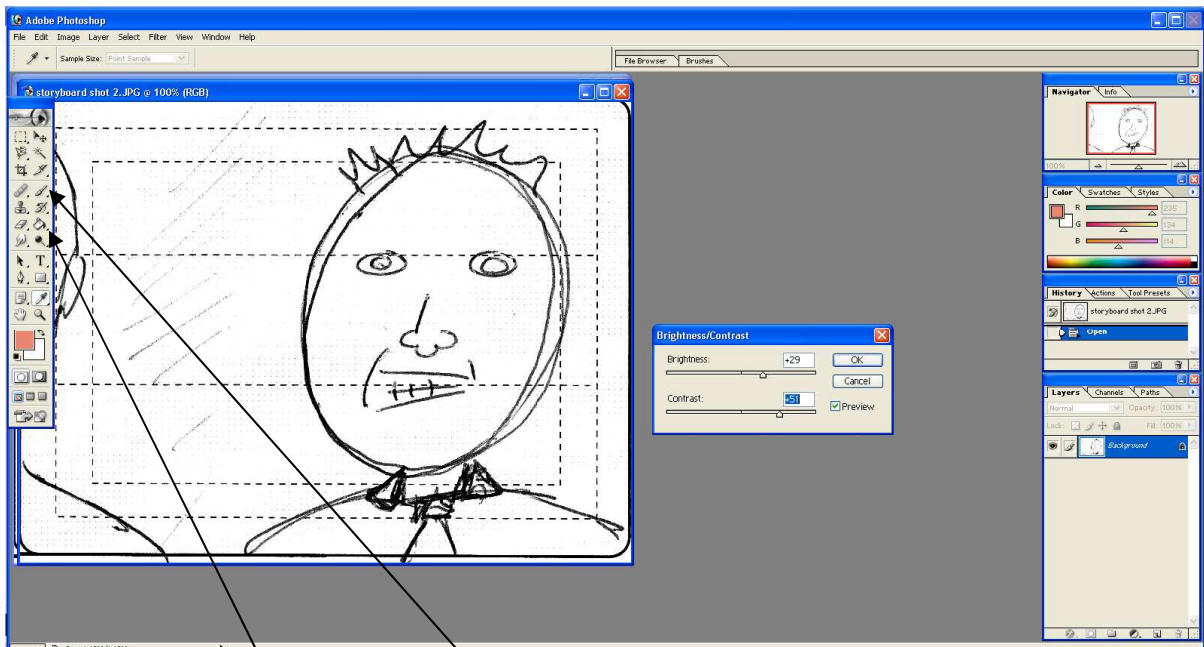 Adobe Photoshop
File Edit Image Layer Select Filter View Window Help
Sample Size: Point Sample
File Browser Brushes
storyboard shot 2.JPG @ 100% (RGB)
Navigator Info
100%
Color Swatches Styles
R 235
G 134
B 114
History Actions Tool Presets
storyboard shot 2.JPG
Open
Brightness/Contrast
Brightness: +29
OK
Cancel
Contrast: +51
Preview
Layers Channels Paths
Normal Opacity: 100%
Lock: Fill: 100%
Background
T